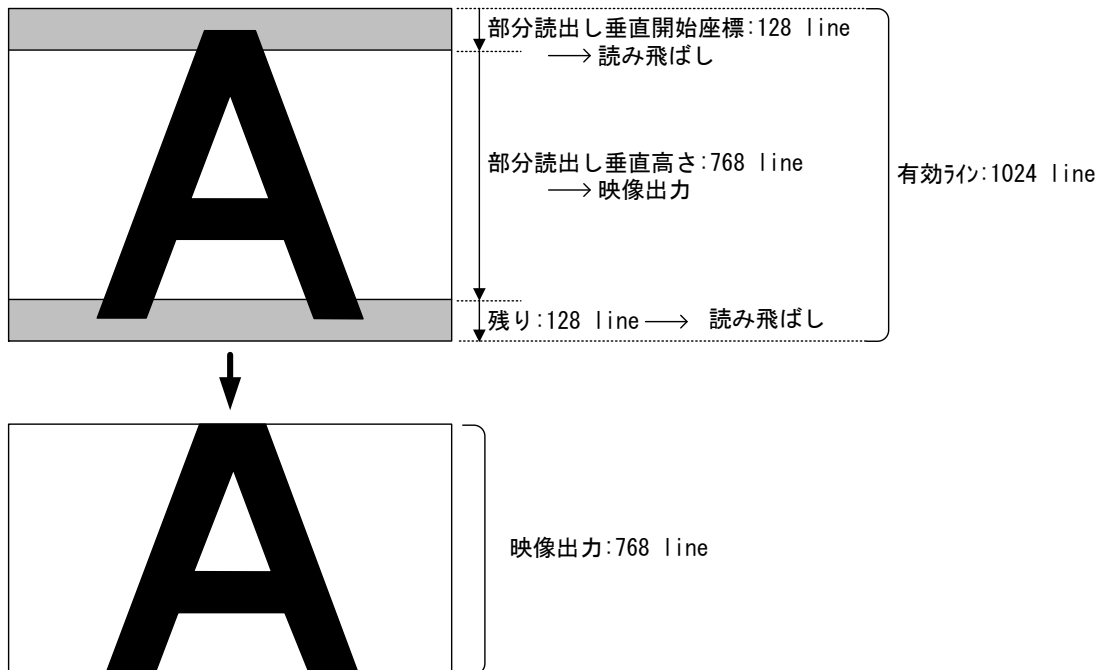 部分読出し垂直開始座標:128 line
→ 読み飛ばし
部分読出し垂直高さ:768 line
→ 映像出力
有効ﾗｲﾝ:1024 line
残り:128 line → 読み飛ばし
A
映像出力:768 line
A